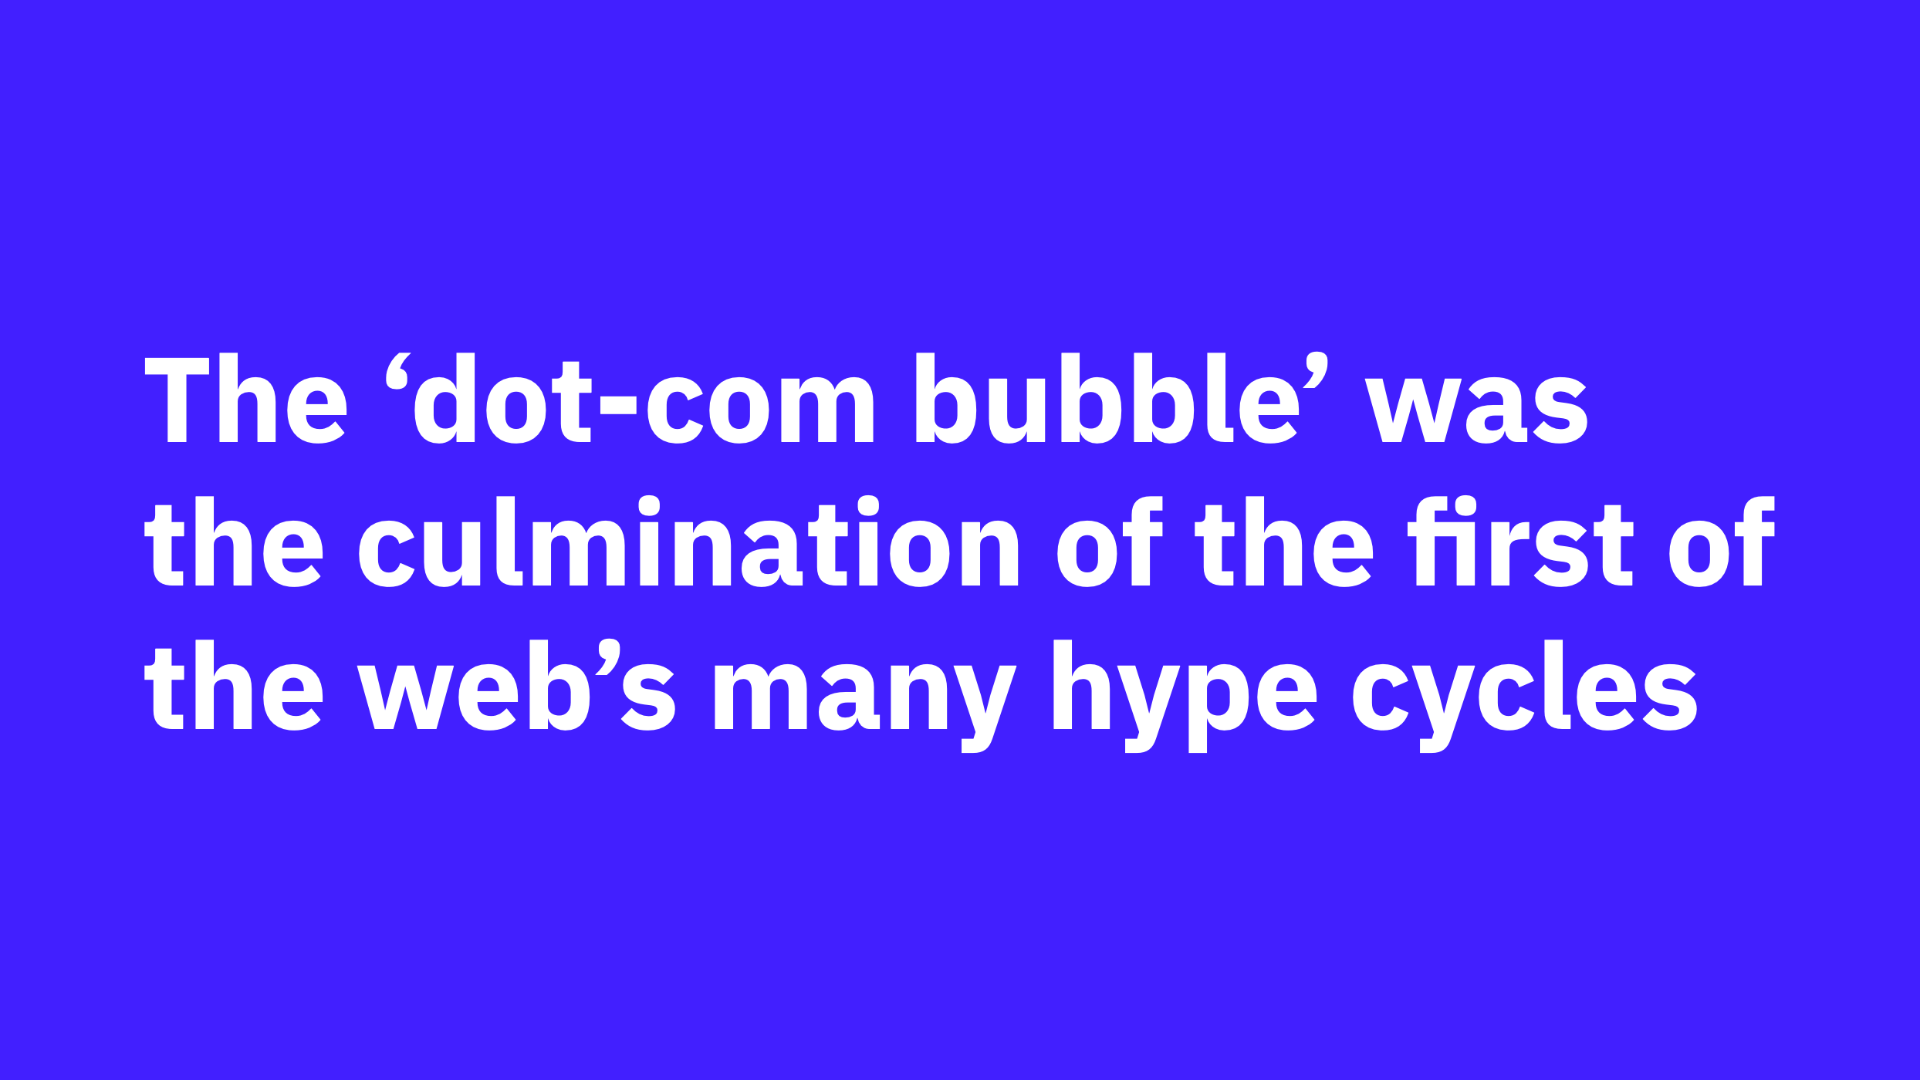 The ‘dot-com bubble’ was
the culmination of the first of
the web’s many hype cycles